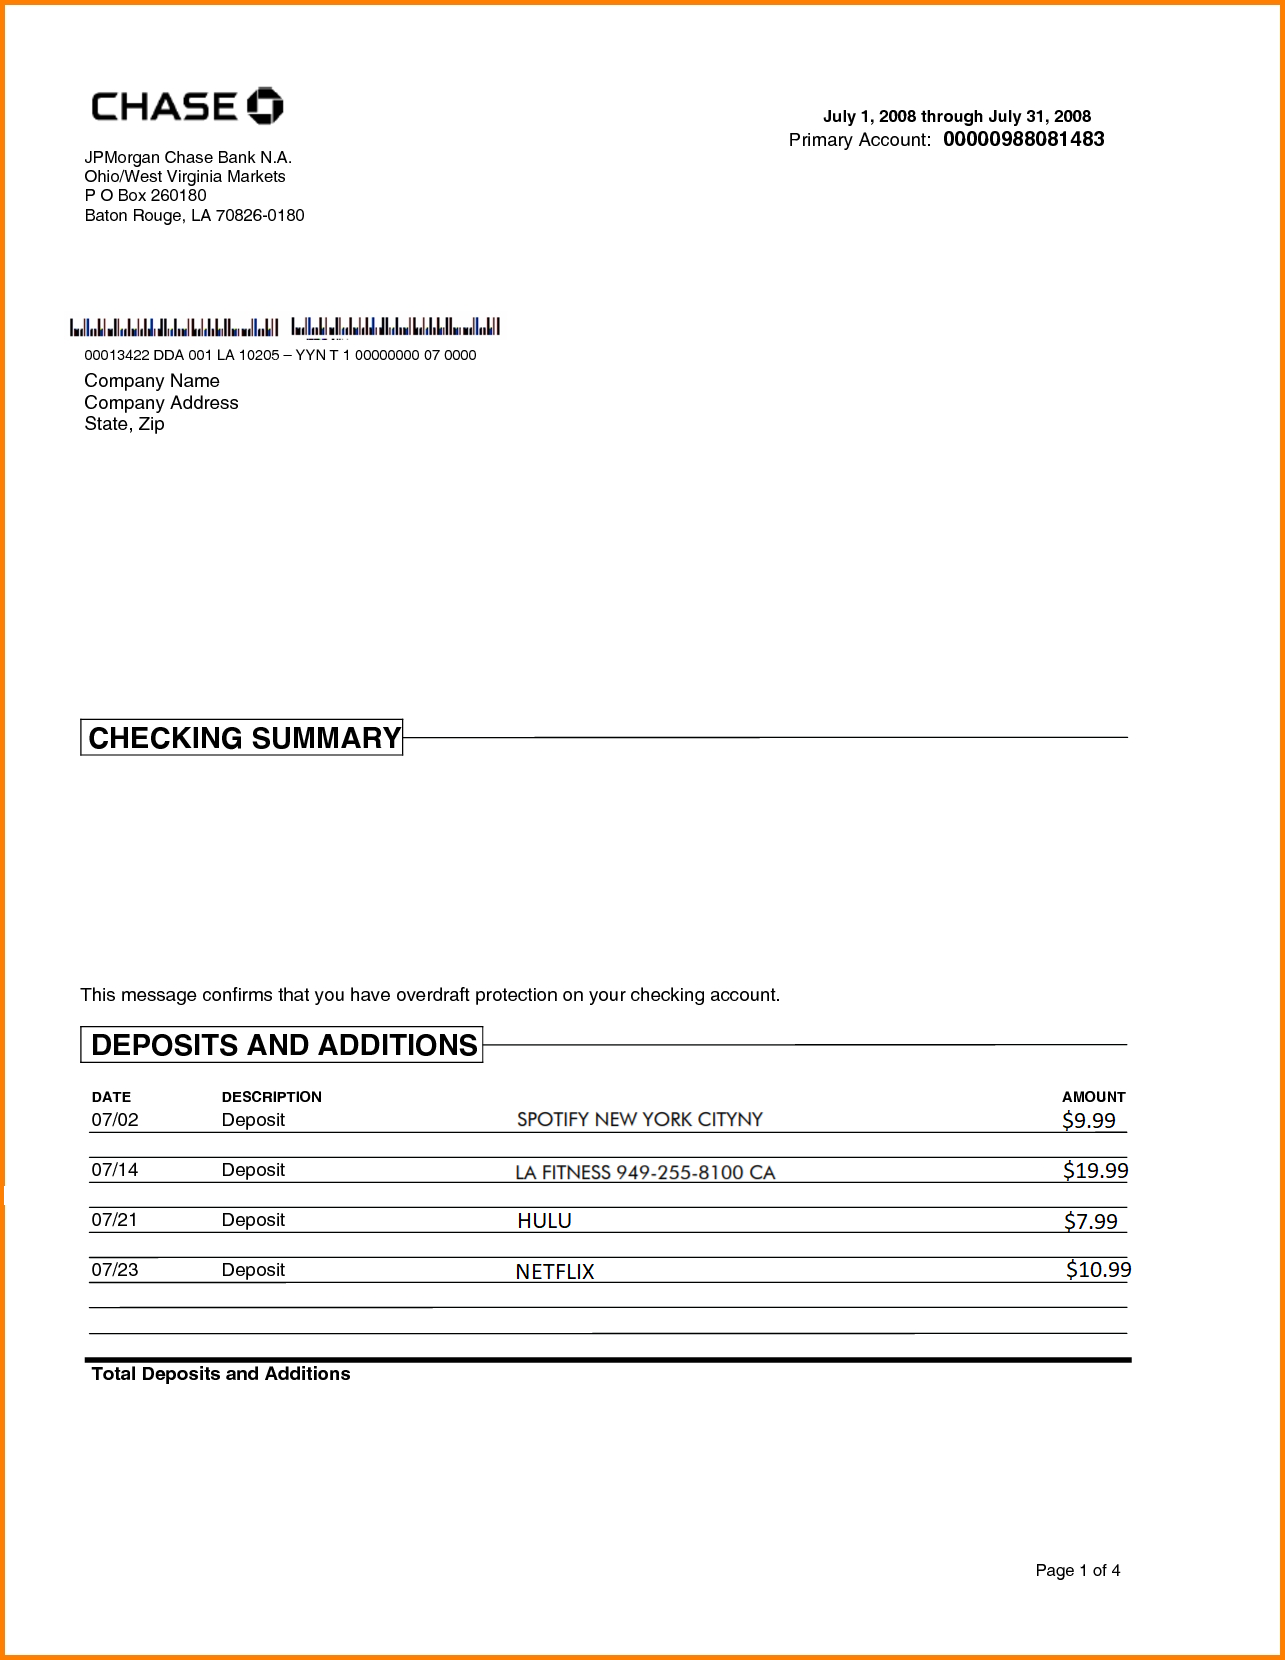 CHASE
July 1, 2008 through July 31, 2008
Primary Account: 00000988081483
JPMorgan Chase Bank N.A.
Ohio/West Virginia Markets
P O Box 260180
Baton Rouge, LA 70826-0180
00013422 DDA 001 LA 10205 – YYN T 1 00000000 07 0000
Company Name
Company Address
State, Zip
CHECKING SUMMARY
This message confirms that you have overdraft protection on your checking account.
DEPOSITS AND ADDITIONS
DATE DESCRIPTION AMOUNT
07/02 Deposit SPOTIFY NEW YORK CITYNY $9.99
07/14 Deposit LA FITNESS 949-255-8100 CA $19.99
07/21 Deposit HULU $7.99
07/23 Deposit NETFLIX $10.99
Total Deposits and Additions
Page 1 of 4